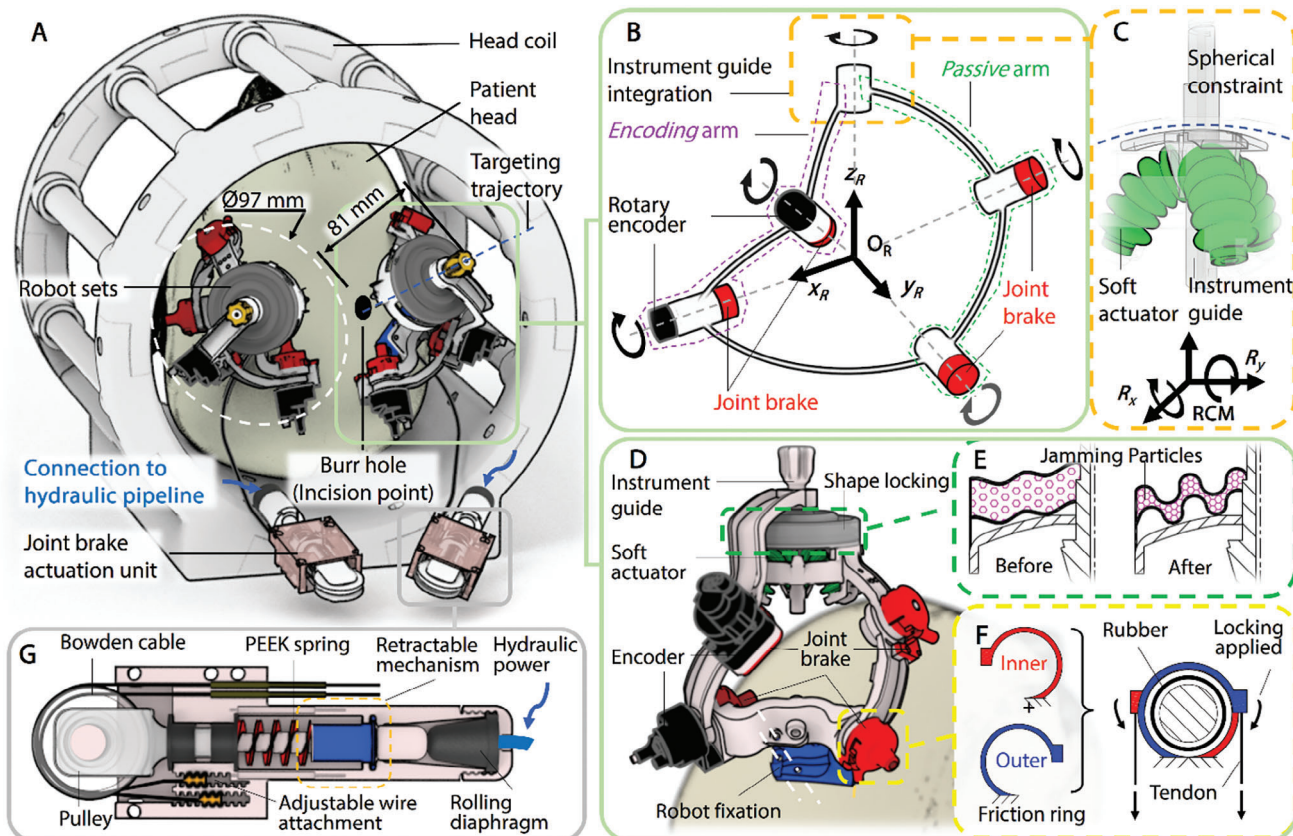 A
Head coil
Patient
head
Targeting
trajectory
Ø97 mm
81 mm
Robot sets
Connection to
hydraulic pipeline
Burr hole
(Incision point)
Joint brake
actuation unit
B
Instrument guide
integration
Passive arm
Encoding arm
Rotary
encoder
z_R
O_R
x_R
y_R
Joint
brake
Joint brake
C
Spherical
constraint
Soft
actuator
Instrument
guide
R_y
R_x
RCM
D
Instrument
guide
Shape locking
Soft
actuator
Encoder
Joint
brake
Robot fixation
E
Jamming Particles
Before
After
F
Inner
+
Outer
Friction ring
Rubber
Locking
applied
Tendon
G
Bowden cable
PEEK spring
Retractable
mechanism
Hydraulic
power
Pulley
Adjustable wire
attachment
Rolling
diaphragm